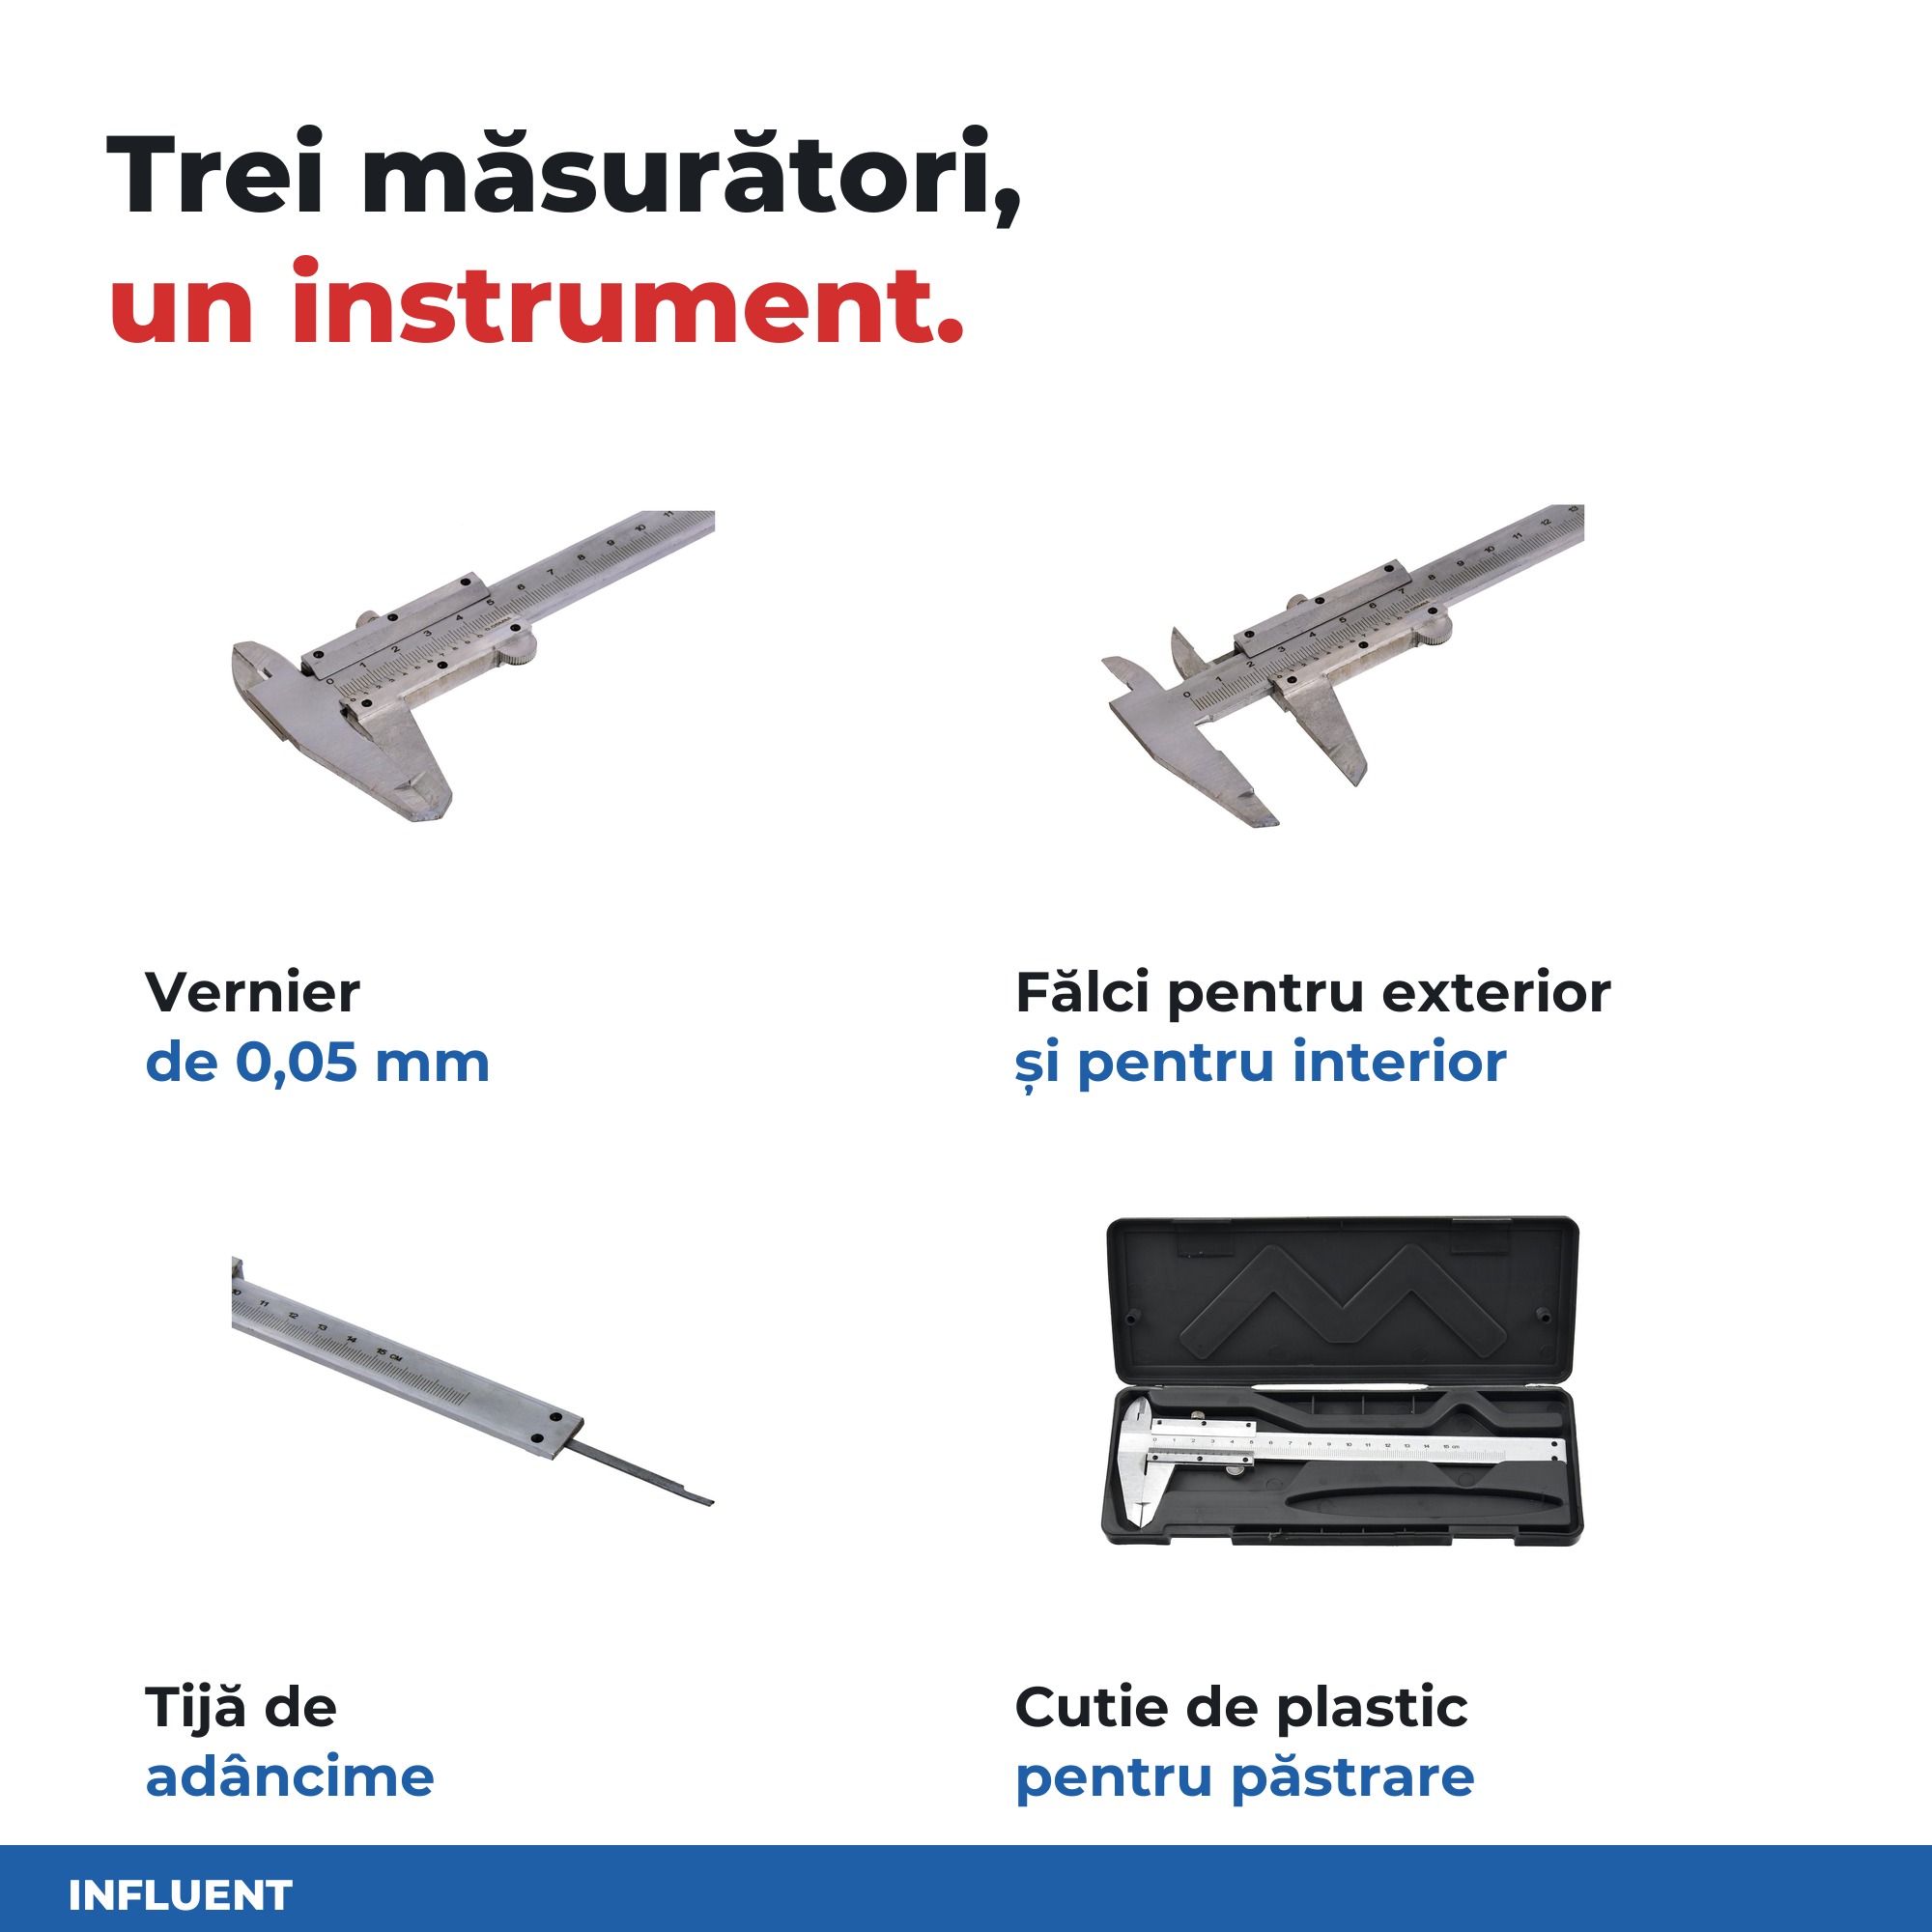 Trei măsurători,
un instrument.
Vernier
de 0,05 mm
Fălci pentru exterior
și pentru interior
Tijă de
adâncime
Cutie de plastic
pentru păstrare
INFLUENT